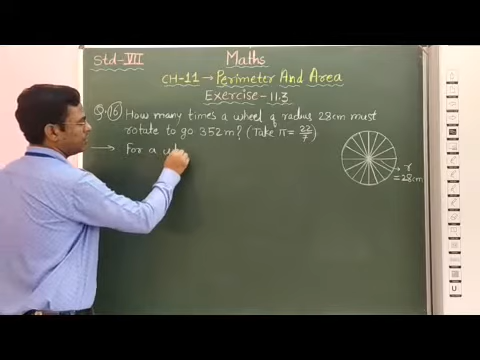 Std-VII
Maths
CH-11 → Perimeter And Area
Exercise-11.3
Q.16 How many times a wheel of radius 28cm must
rotate to go 352m? (Take π = 22/7)
→ For a whe
r
= 28cm